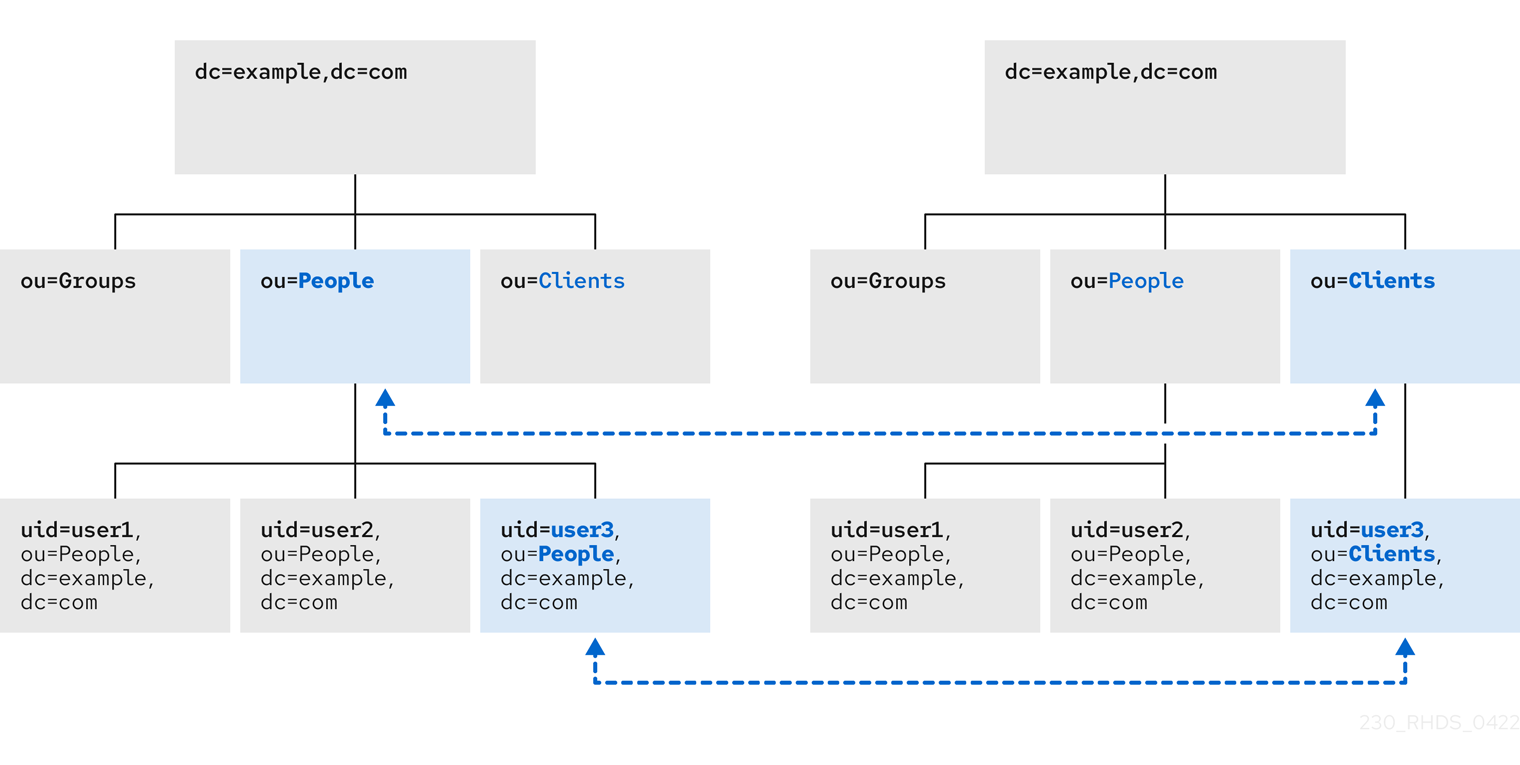 dc=example,dc=com
ou=Groups
ou=People
ou=Clients
uid=user1,
ou=People,
dc=example,
dc=com
uid=user2,
ou=People,
dc=example,
dc=com
uid=user3,
ou=People,
dc=example,
dc=com
dc=example,dc=com
ou=Groups
ou=People
ou=Clients
uid=user1,
ou=People,
dc=example,
dc=com
uid=user2,
ou=People,
dc=example,
dc=com
uid=user3,
ou=Clients,
dc=example,
dc=com
230_RHDS_0422